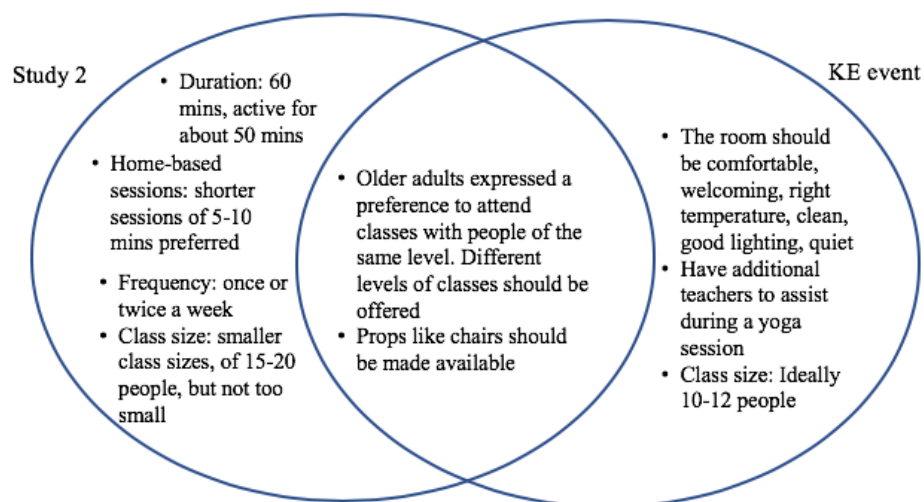 Study 2
• Duration: 60
mins, active for
about 50 mins
• Home-based
sessions: shorter
sessions of 5-10
mins preferred
• Frequency: once or
twice a week
• Class size: smaller
class sizes, of 15-20
people, but not too
small
• Older adults expressed a
preference to attend
classes with people of the
same level. Different
levels of classes should be
offered
• Props like chairs should
be made available
KE event
• The room should
be comfortable,
welcoming, right
temperature, clean,
good lighting, quiet
• Have additional
teachers to assist
during a yoga
session
• Class size: Ideally
10-12 people